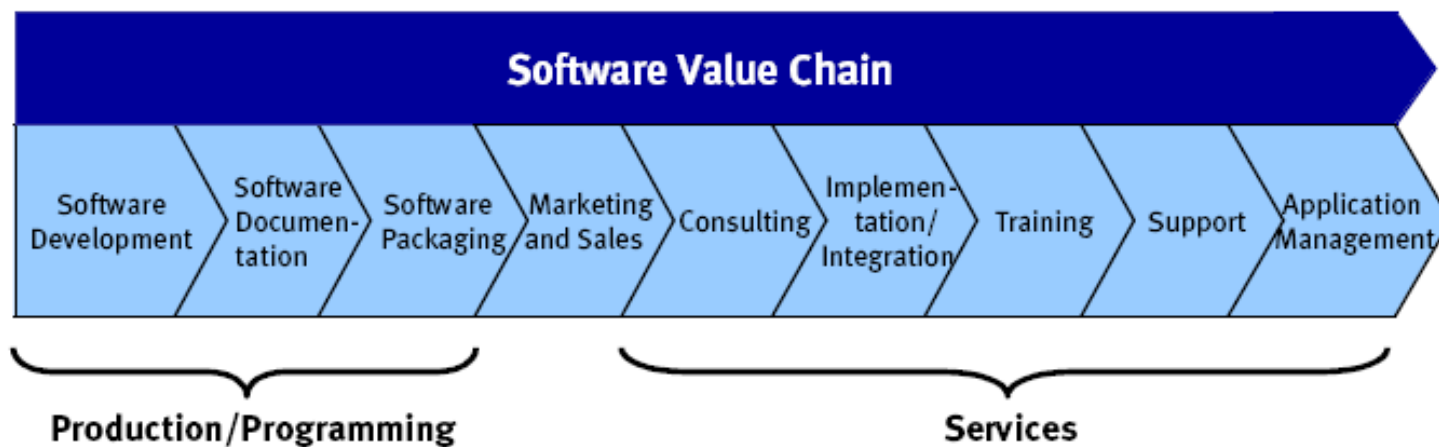 Software Value Chain
Software
Development
Software
Documen-
tation
Software
Packaging
Marketing
and Sales
Consulting
Implemen-
tation/
Integration
Training
Support
Application
Management
Production/Programming
Services